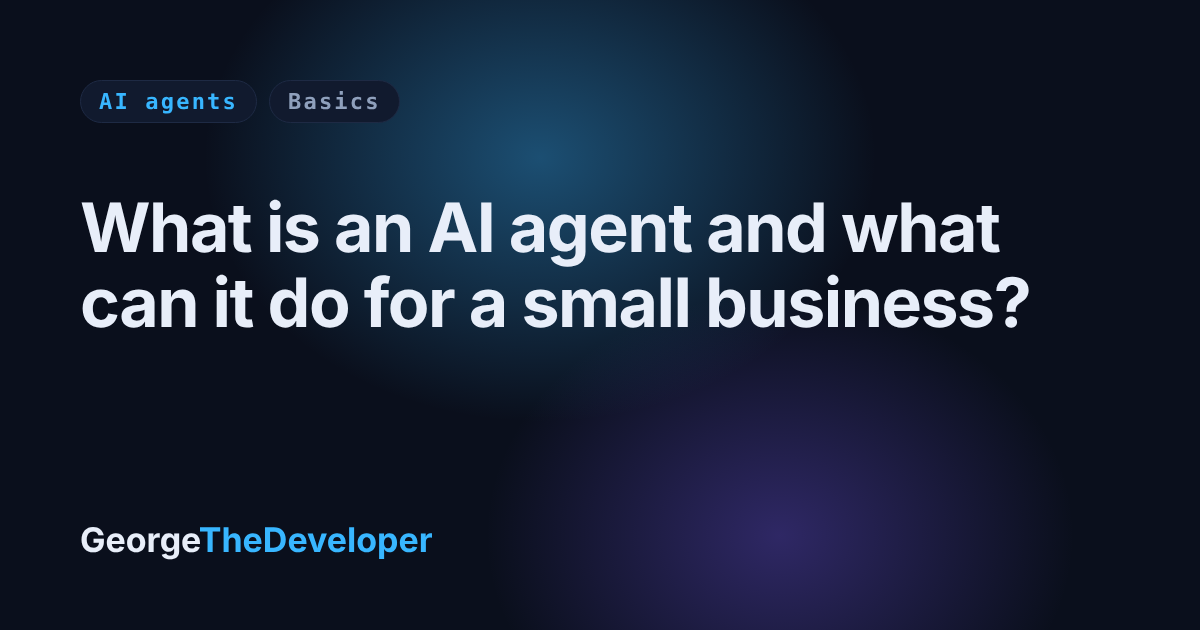 AI agents Basics
What is an AI agent and what
can it do for a small business?
GeorgeTheDeveloper